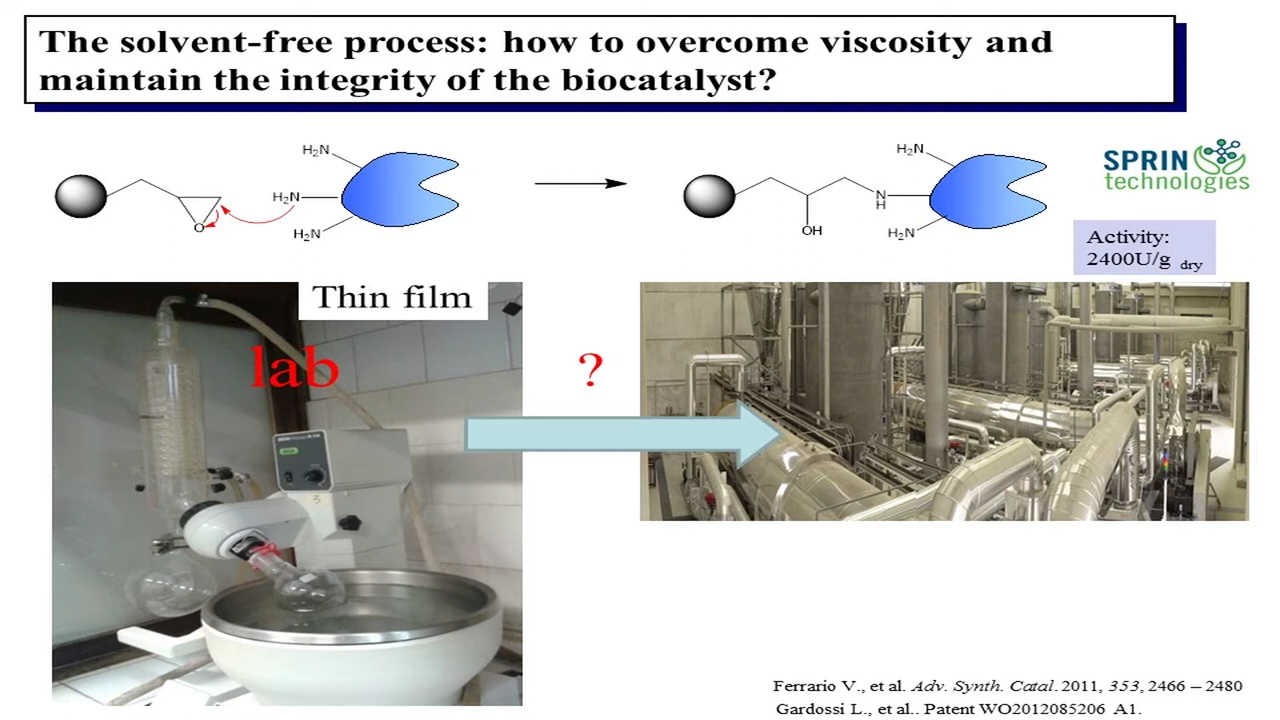 The solvent-free process: how to overcome viscosity and
maintain the integrity of the biocatalyst?
H₂N
H₂N
H₂N
O
H₂N
N
H
H₂N
OH
SPRIN
technologies
Activity:
2400U/g dry
Thin film
lab
?
3
Ferrario V., et al. Adv. Synth. Catal. 2011, 353, 2466 – 2480
Gardossi L., et al.. Patent WO2012085206 A1.